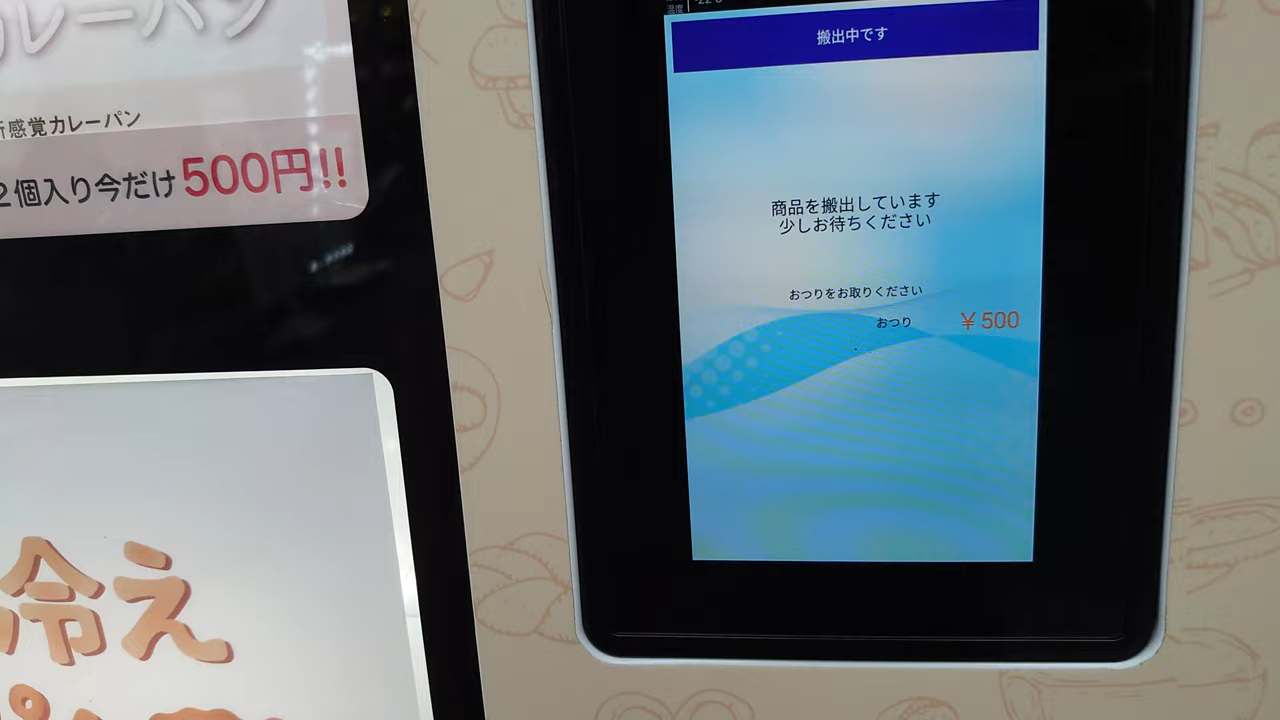 カレーパン
新感覚カレーパン
2個入り今だけ500円!!
冷え
温度 -22℃
搬出中です
商品を搬出しています
少しお待ちください
おつりをお取りください
おつり ￥500